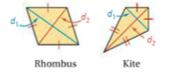 d₁
d₂
d₁
d₂
Rhombus
Kite